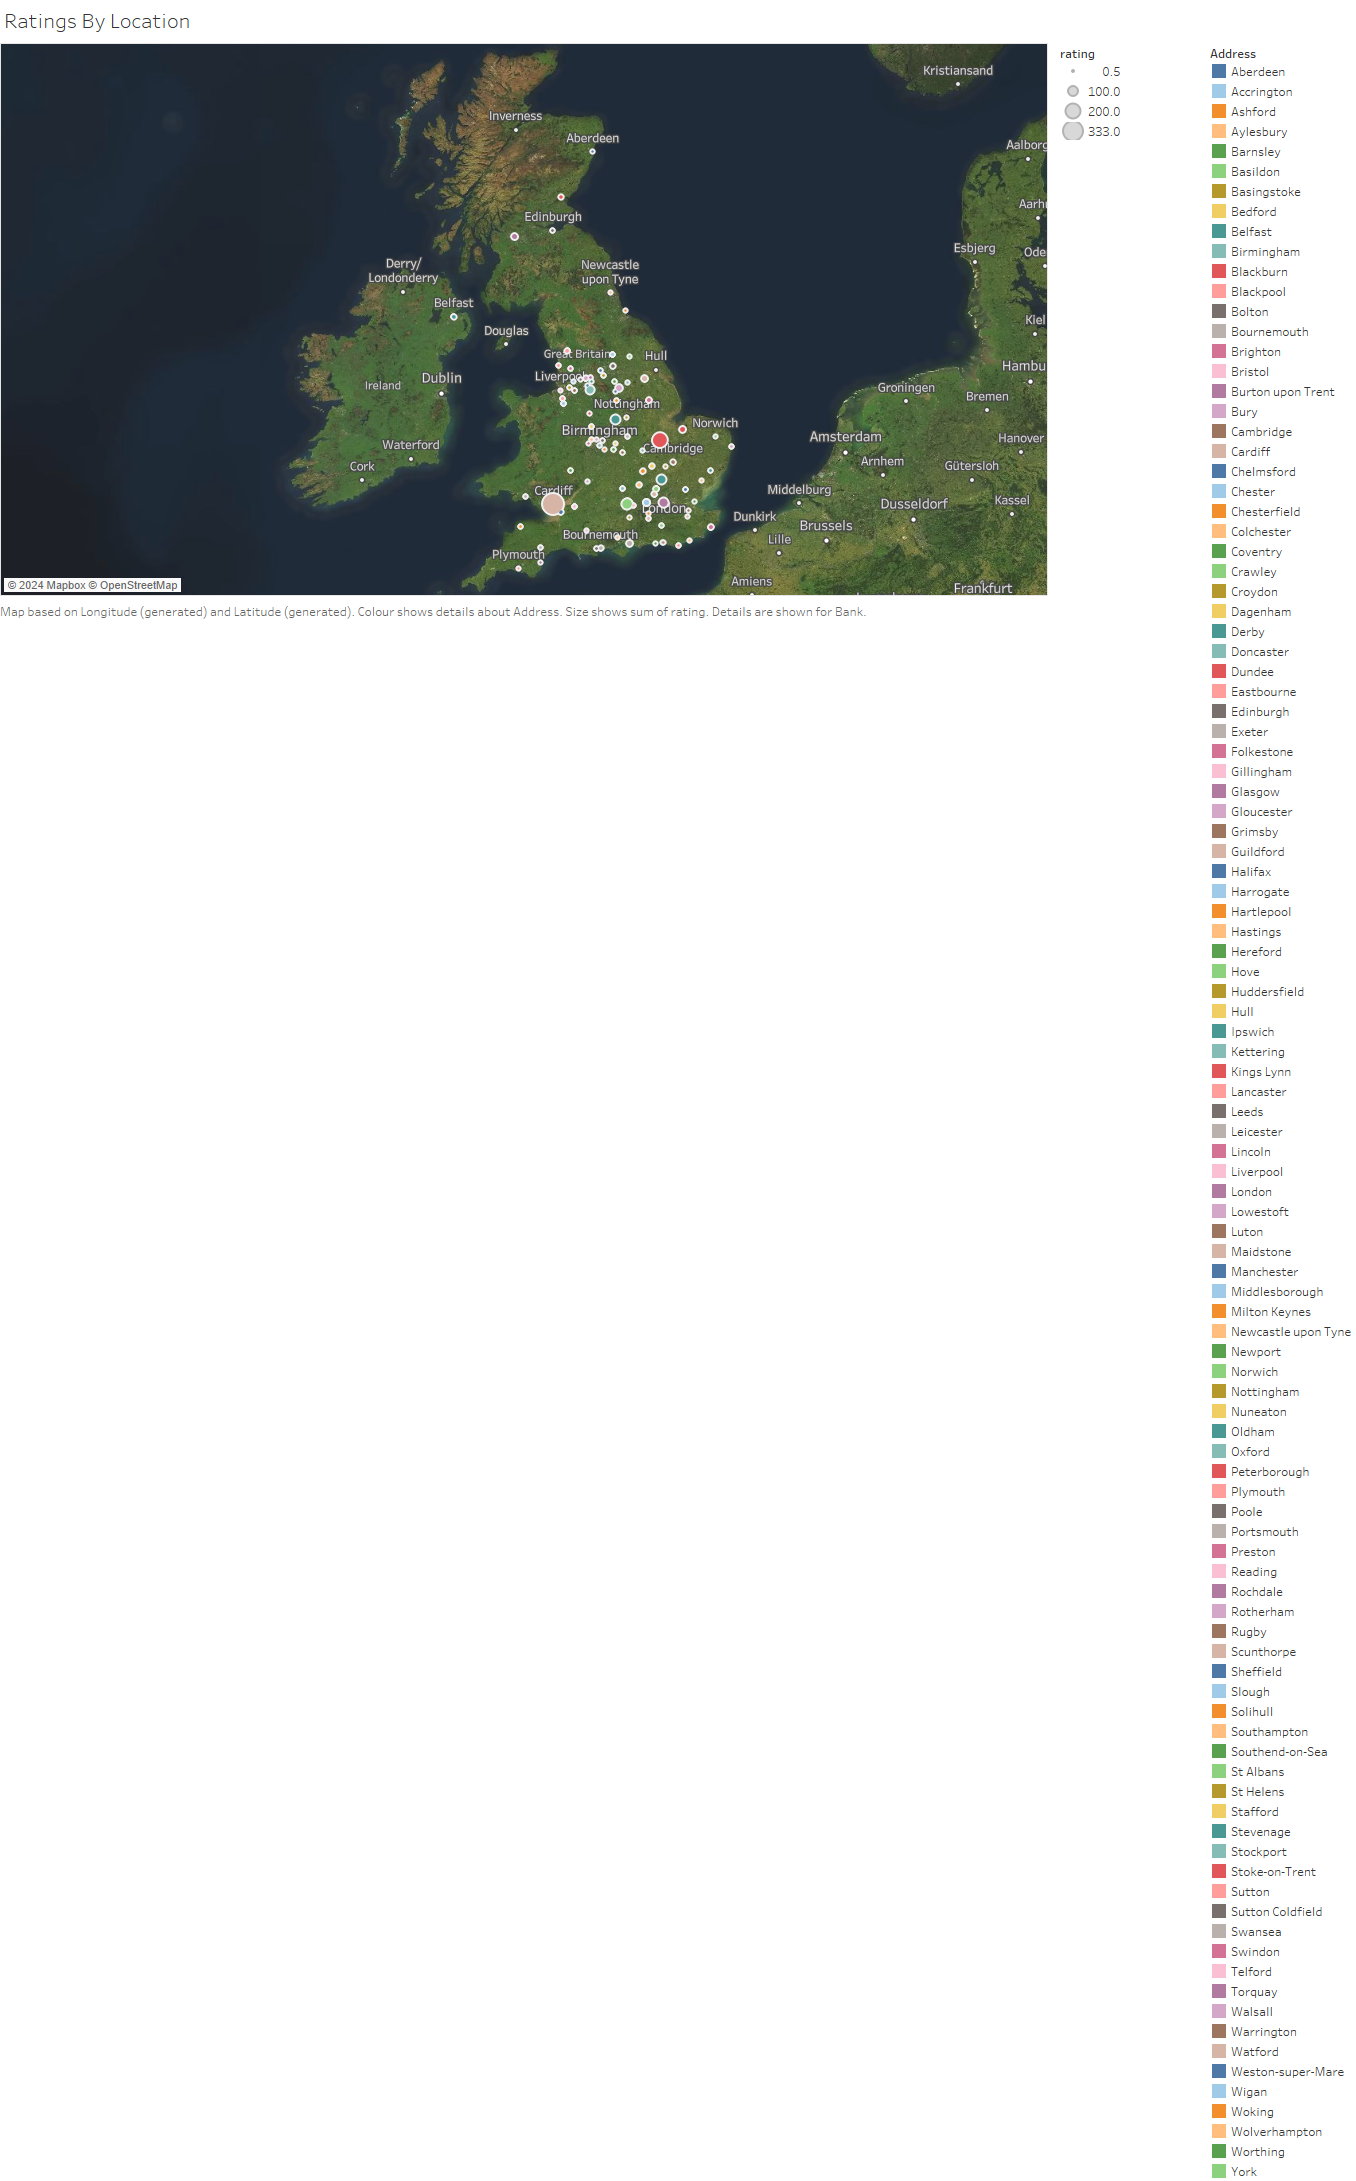 Ratings By Location
Kristiansand
Inverness
Aberdeen
Aalborg
Aarh
Edinburgh
Esbjerg
Ode
Derry/
Londonderry
Newcastle
upon Tyne
Belfast
Kiel
Douglas
Great Britain
Hull
Hambu
Liverpool
Dublin
Ireland
Groningen
Bremen
Nottingham
Norwich
Birmingham
Amsterdam
Hanover
Waterford
Cambridge
Arnhem
Gütersloh
Cork
Cardiff
Middelburg
Kassel
London
Dusseldorf
Dunkirk
Brussels
Bournemouth
Lille
Plymouth
Amiens
Frankfurt
© 2024 Mapbox © OpenStreetMap
Map based on Longitude (generated) and Latitude (generated). Colour shows details about Address. Size shows sum of rating. Details are shown for Bank.
rating
0.5
100.0
200.0
333.0
Address
Aberdeen
Accrington
Ashford
Aylesbury
Barnsley
Basildon
Basingstoke
Bedford
Belfast
Birmingham
Blackburn
Blackpool
Bolton
Bournemouth
Brighton
Bristol
Burton upon Trent
Bury
Cambridge
Cardiff
Chelmsford
Chester
Chesterfield
Colchester
Coventry
Crawley
Croydon
Dagenham
Derby
Doncaster
Dundee
Eastbourne
Edinburgh
Exeter
Folkestone
Gillingham
Glasgow
Gloucester
Grimsby
Guildford
Halifax
Harrogate
Hartlepool
Hastings
Hereford
Hove
Huddersfield
Hull
Ipswich
Kettering
Kings Lynn
Lancaster
Leeds
Leicester
Lincoln
Liverpool
London
Lowestoft
Luton
Maidstone
Manchester
Middlesborough
Milton Keynes
Newcastle upon Tyne
Newport
Norwich
Nottingham
Nuneaton
Oldham
Oxford
Peterborough
Plymouth
Poole
Portsmouth
Preston
Reading
Rochdale
Rotherham
Rugby
Scunthorpe
Sheffield
Slough
Solihull
Southampton
Southend-on-Sea
St Albans
St Helens
Stafford
Stevenage
Stockport
Stoke-on-Trent
Sutton
Sutton Coldfield
Swansea
Swindon
Telford
Torquay
Walsall
Warrington
Watford
Weston-super-Mare
Wigan
Woking
Wolverhampton
Worthing
York